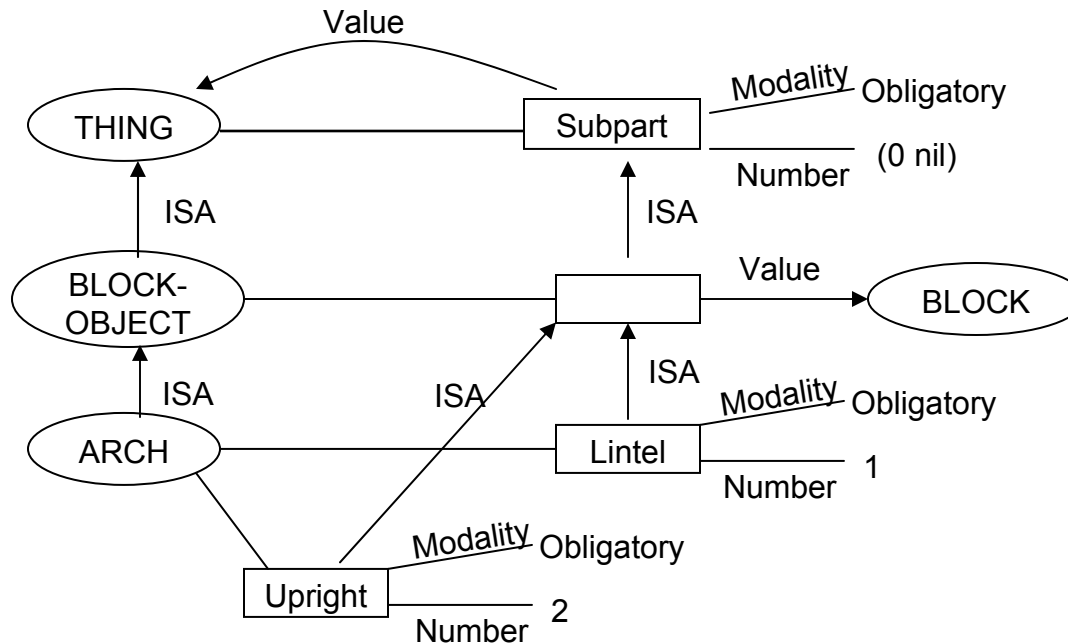 Value
Modality
Obligatory
THING
Subpart
Number
(0 nil)
ISA
ISA
BLOCK-
OBJECT
Value
BLOCK
ISA
ISA
ISA
Modality
Obligatory
ARCH
Lintel
Number
1
Modality
Obligatory
Upright
Number
2